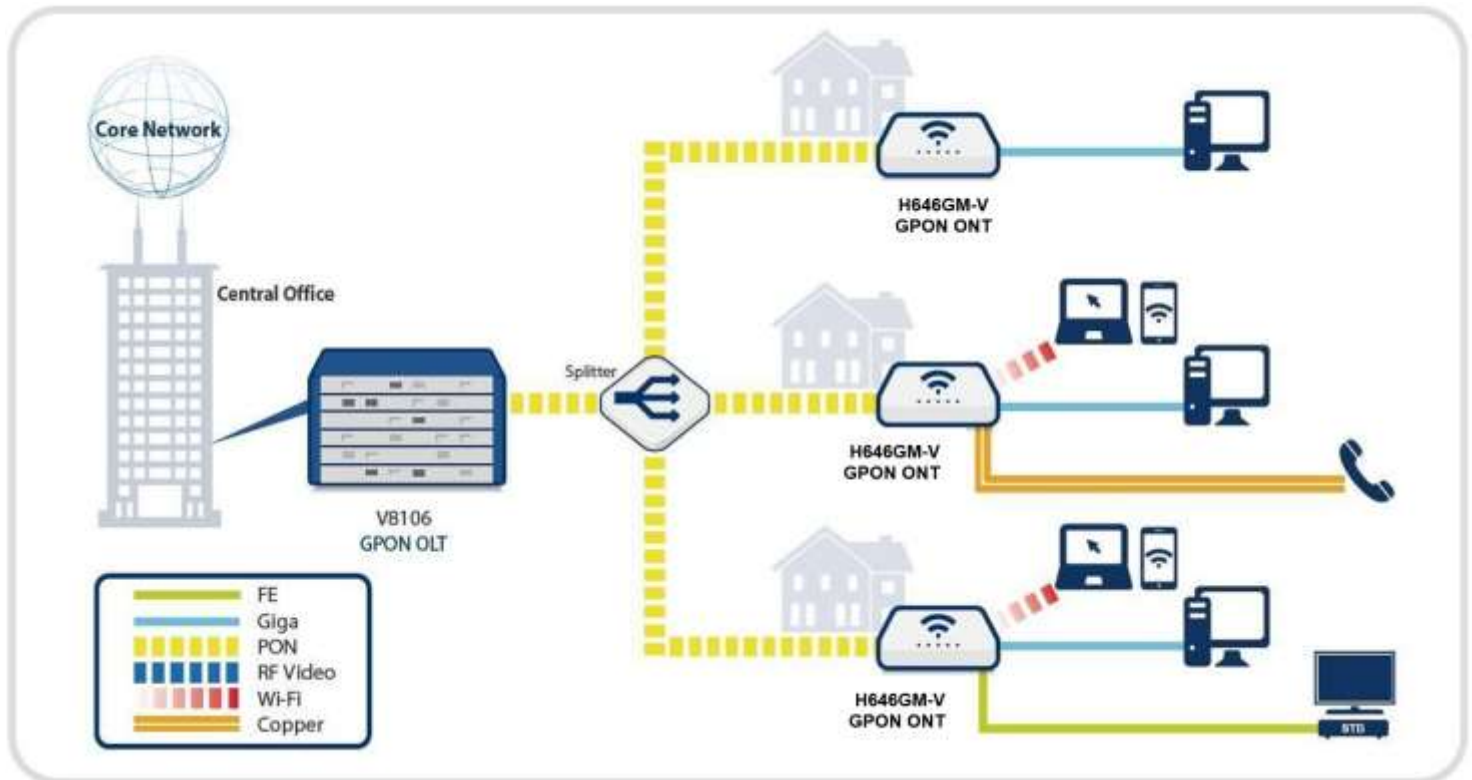 Core Network
Central Office
V8106
GPON OLT
Splitter
H646GM-V
GPON ONT
H646GM-V
GPON ONT
H646GM-V
GPON ONT
STB
FE
Giga
PON
RF Video
Wi-Fi
Copper